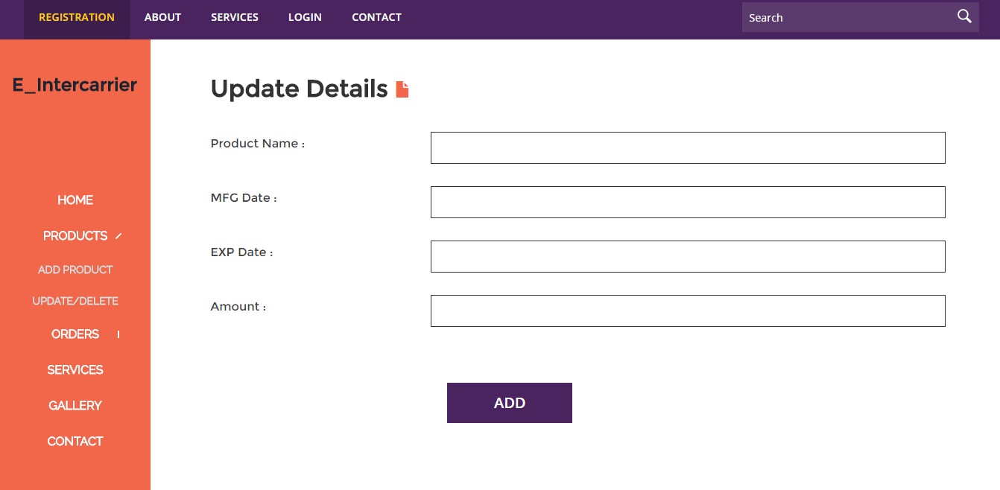 REGISTRATION ABOUT SERVICES LOGIN CONTACT Search
E_Intercarrier
HOME
PRODUCTS
ADD PRODUCT
UPDATE/DELETE
ORDERS
SERVICES
GALLERY
CONTACT
Update Details
Product Name :
MFG Date :
EXP Date :
Amount :
ADD